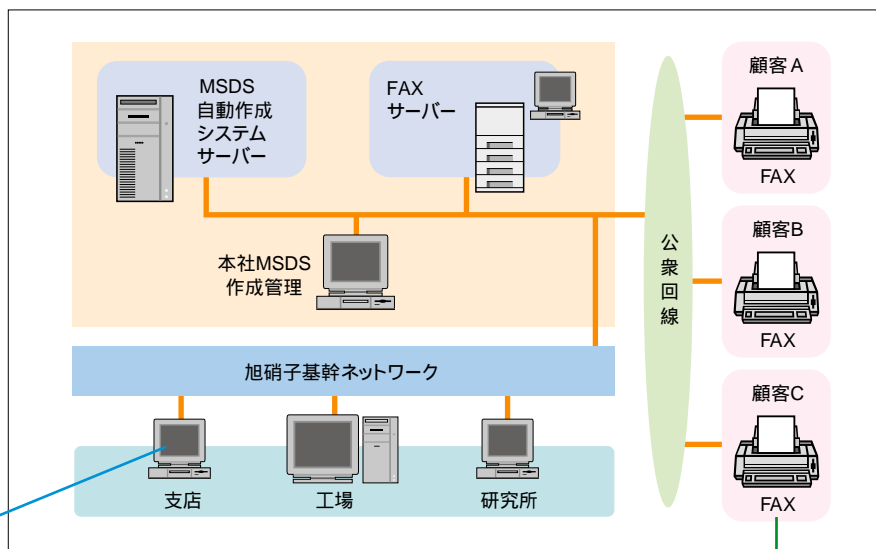 MSDS
自動作成
システム
サーバー
FAX
サーバー
本社MSDS
作成管理
公衆回線
顧客A
FAX
顧客B
FAX
顧客C
FAX
旭硝子基幹ネットワーク
支店
工場
研究所